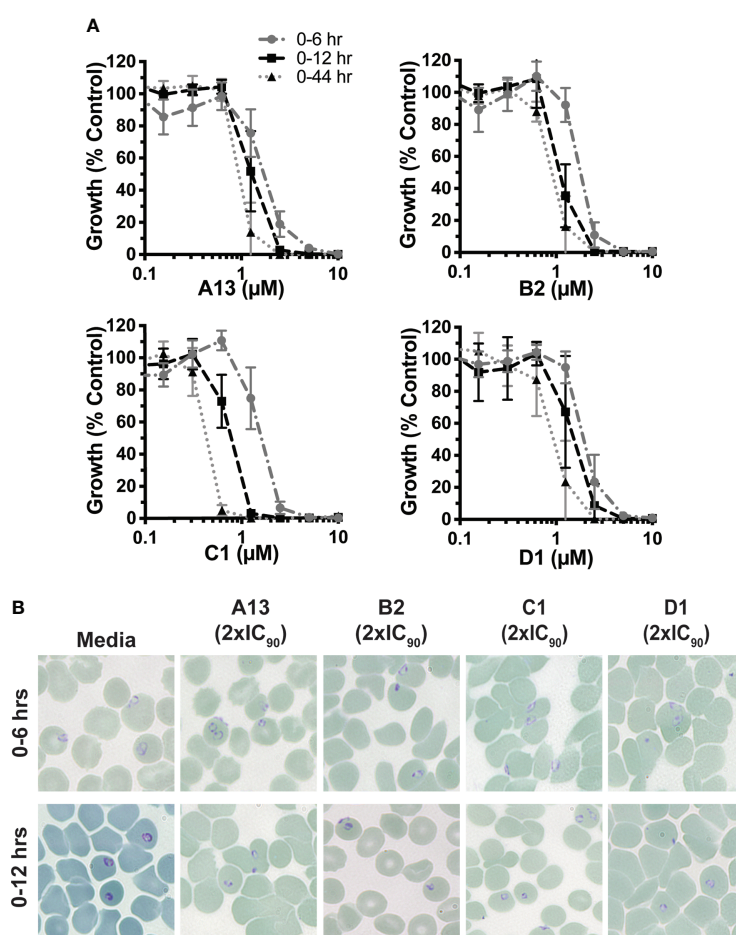 A
0-6 hr
0-12 hr
0-44 hr
Growth (% Control)
120
100
80
60
40
20
0
0.1 1 10
A13 (µM)
Growth (% Control)
120
100
80
60
40
20
0
0.1 1 10
B2 (µM)
Growth (% Control)
120
100
80
60
40
20
0
0.1 1 10
C1 (µM)
Growth (% Control)
120
100
80
60
40
20
0
0.1 1 10
D1 (µM)
B
Media
A13
(2xIC90)
B2
(2xIC90)
C1
(2xIC90)
D1
(2xIC90)
0-6 hrs
0-12 hrs